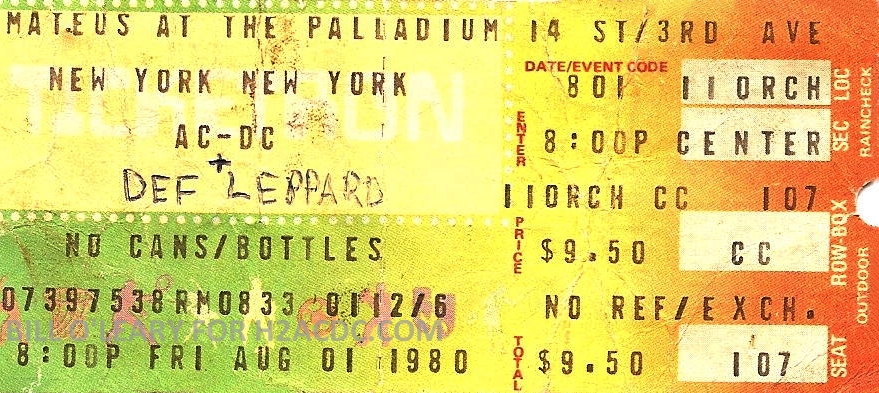 MATEUS AT THE PALLADIUM 14 ST/3RD AVE
NEW YORK NEW YORK
TICKETRON
AC-DC
+
DEF LEPPARD
NO CANS/BOTTLES
07397538RM0833 0112/6
BILL O'LEARY FOR H2ACDC.COM
8:00P FRI AUG 01 1980
DATE/EVENT CODE
801 11ORCH
ENTER 8:00P CENTER
11ORCH CC 107
PRICE $9.50 CC
NO REF/EXCH.
TOTAL $9.50 107
LOC
SEC
ROW-BOX
SEAT
RAINCHECK
OUTDOOR